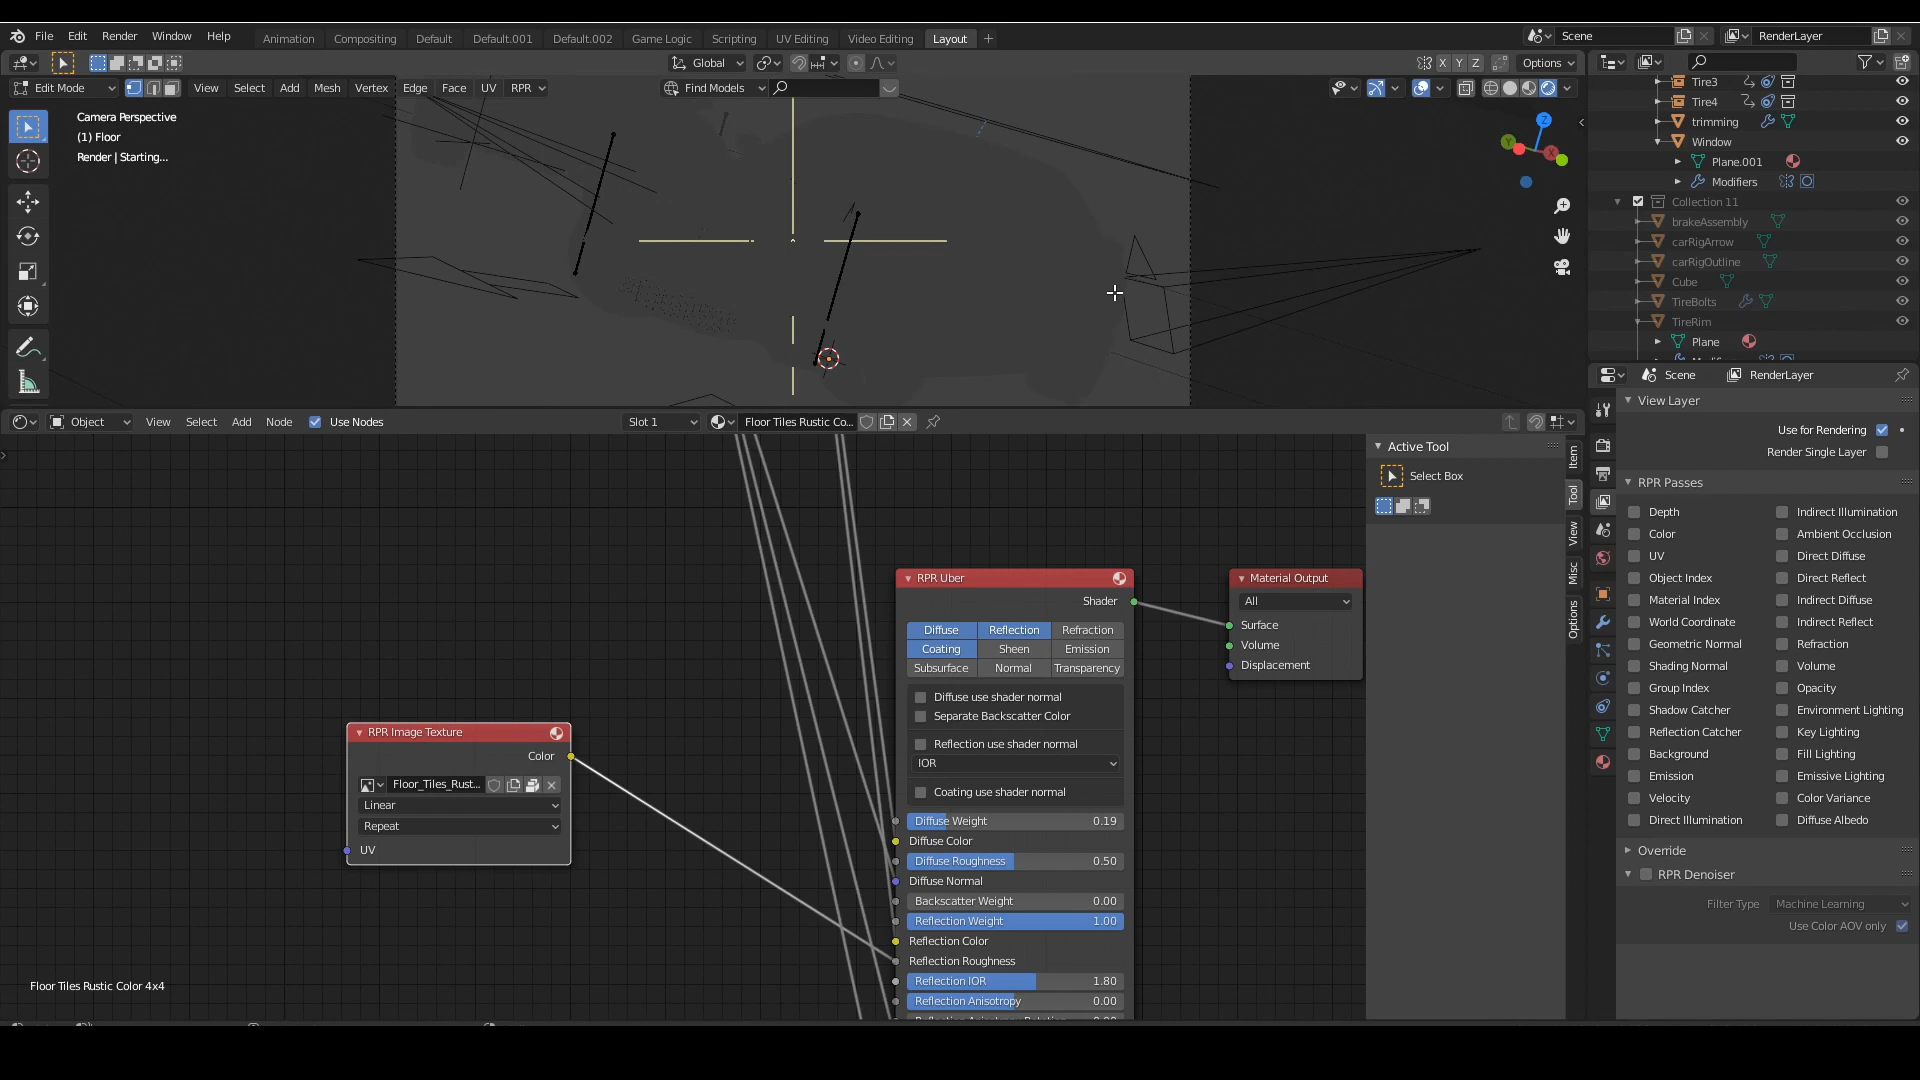 File Edit Render Window Help Animation Compositing Default Default.001 Default.002 Game Logic Scripting UV Editing Video Editing Layout Scene RenderLayer
Global X Y Z Options
Edit Mode View Select Add Mesh Vertex Edge Face UV RPR Find Models
Camera Perspective
(1) Floor
Render | Starting...
Z
Y
X
Tire3
Tire4
trimming
Window
Plane.001
Modifiers
Collection 11
brakeAssembly
carRigArrow
carRigOutline
Cube
TireBolts
TireRim
Plane
Object View Select Add Node Use Nodes Slot 1 Floor Tiles Rustic Co...
Active Tool
Select Box
Item
Tool
View
Misc
Options
RPR Image Texture
Color
Floor_Tiles_Rust...
Linear
Repeat
UV
RPR Uber
Shader
Diffuse Reflection Refraction
Coating Sheen Emission
Subsurface Normal Transparency
Diffuse use shader normal
Separate Backscatter Color
Reflection use shader normal
IOR
Coating use shader normal
Diffuse Weight 0.19
Diffuse Color
Diffuse Roughness 0.50
Diffuse Normal
Backscatter Weight 0.00
Reflection Weight 1.00
Reflection Color
Reflection Roughness
Reflection IOR 1.80
Reflection Anisotropy 0.00
Material Output
All
Surface
Volume
Displacement
Floor Tiles Rustic Color 4x4
Scene RenderLayer
View Layer
Use for Rendering
Render Single Layer
RPR Passes
Depth Indirect Illumination
Color Ambient Occlusion
UV Direct Diffuse
Object Index Direct Reflect
Material Index Indirect Diffuse
World Coordinate Indirect Reflect
Geometric Normal Refraction
Shading Normal Volume
Group Index Opacity
Shadow Catcher Environment Lighting
Reflection Catcher Key Lighting
Background Fill Lighting
Emission Emissive Lighting
Velocity Color Variance
Direct Illumination Diffuse Albedo
Override
RPR Denoiser
Filter Type Machine Learning
Use Color AOV only